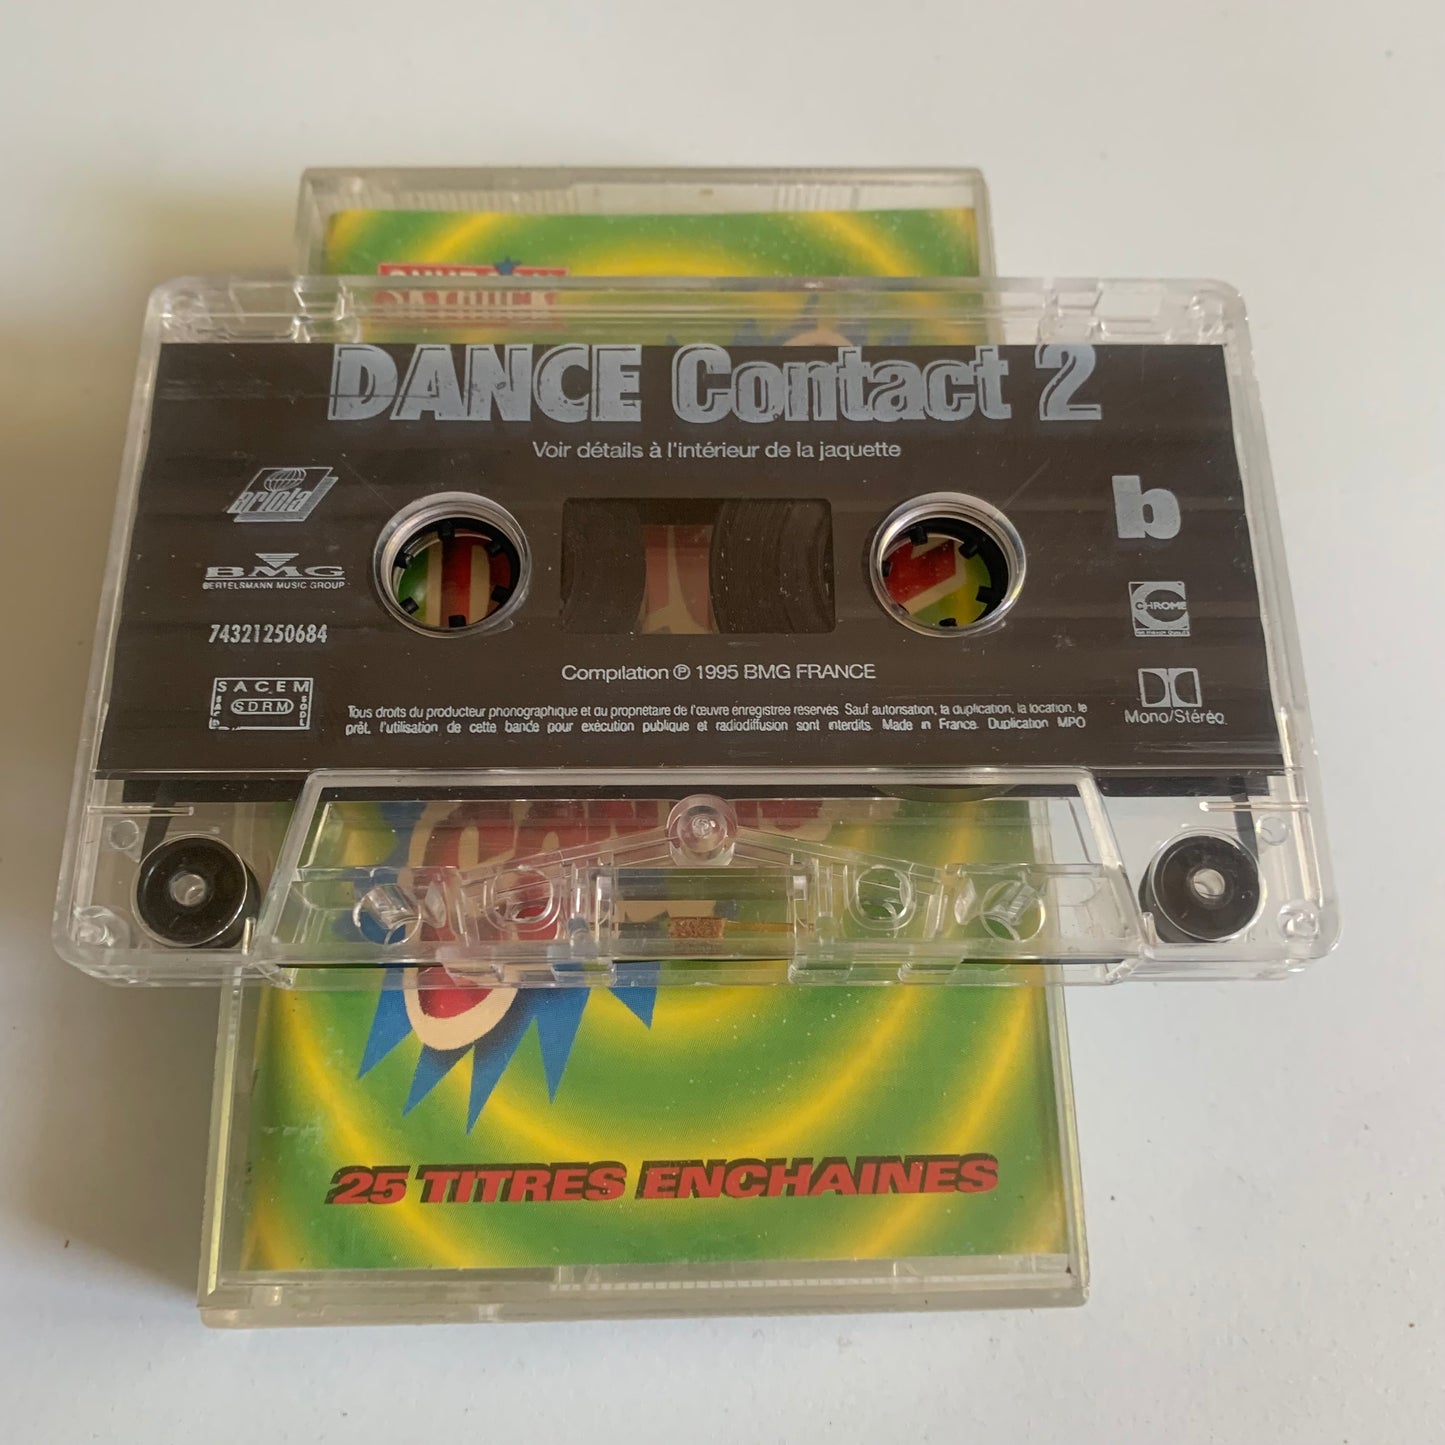 DANCE Contact 2
Voir détails à l'intérieur de la jaquette
ariola
b
BMG
BERTELSMANN MUSIC GROUP
CHROME
74321250684
Compilation ℗ 1995 BMG FRANCE
SACEM
SDRM
SACD
Mono/Stéréo
Tous droits du producteur phonographique et du propriétaire de l'œuvre enregistrée réservés. Sauf autorisation, la duplication, la location, le
prêt, l'utilisation de cette bande pour exécution publique et radiodiffusion sont interdits. Made in France. Duplication MPO
25 TITRES ENCHAINES